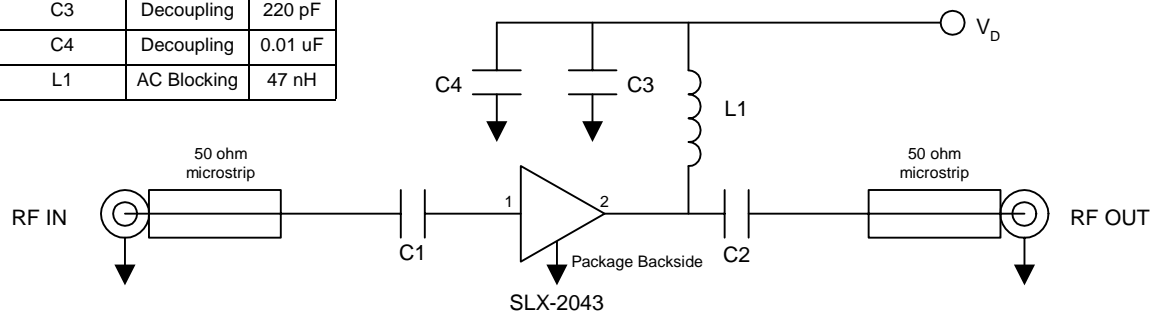 C3 Decoupling 220 pF
C4 Decoupling 0.01 uF
L1 AC Blocking 47 nH
V_D
C4
C3
L1
50 ohm
microstrip
50 ohm
microstrip
RF IN
1
2
RF OUT
C1
Package Backside
C2
SLX-2043